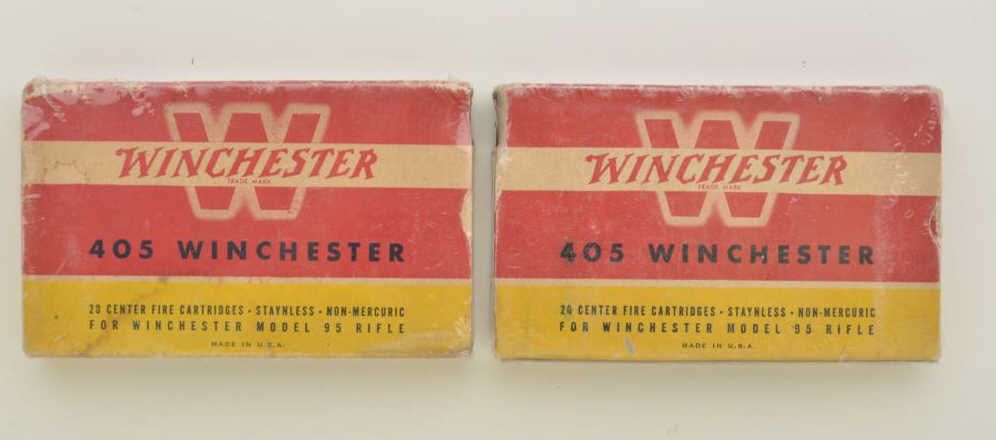 W
WINCHESTER
TRADE MARK
405 WINCHESTER
20 CENTER FIRE CARTRIDGES · STAYNLESS · NON-MERCURIC
FOR WINCHESTER MODEL 95 RIFLE
MADE IN U.S.A.
W
WINCHESTER
TRADE MARK
405 WINCHESTER
20 CENTER FIRE CARTRIDGES · STAYNLESS · NON-MERCURIC
FOR WINCHESTER MODEL 95 RIFLE
MADE IN U.S.A.